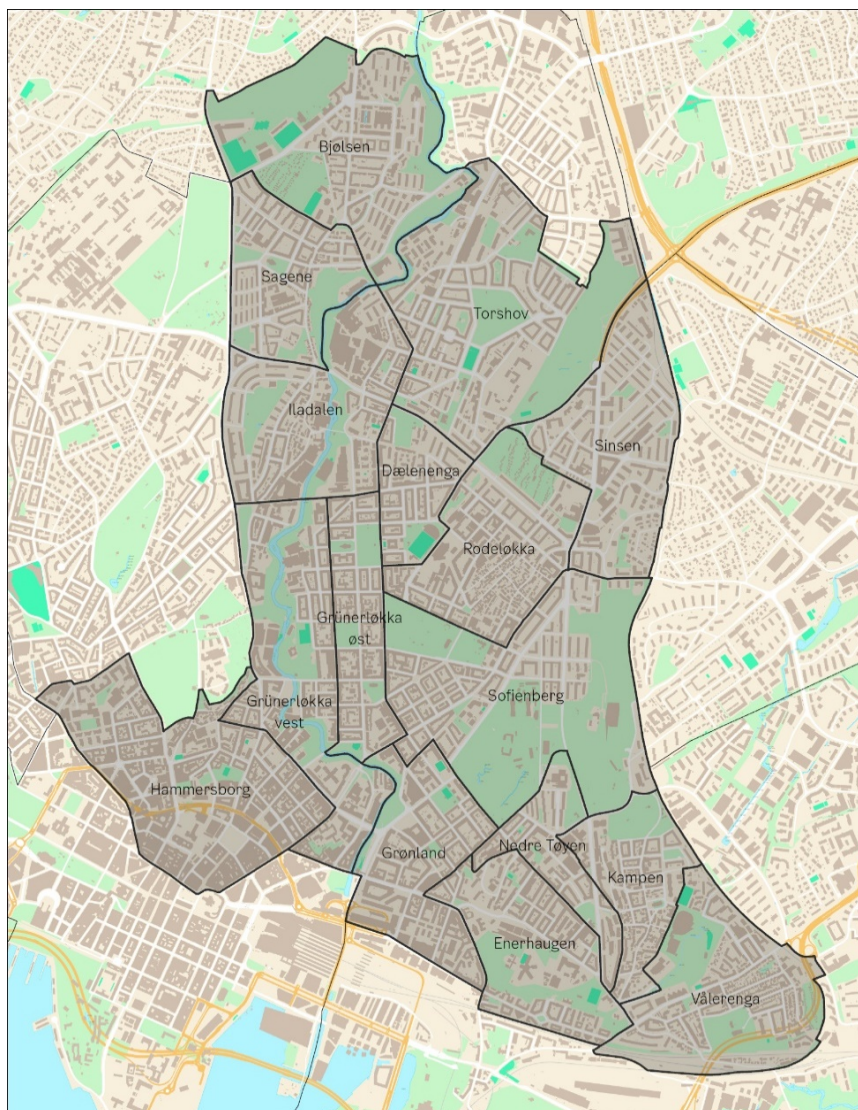 Bjølsen
Sagene
Torshov
Iladalen
Sinsen
Dælenenga
Rodeløkka
Grünerløkka
øst
Sofienberg
Grünerløkka
vest
Hammersborg
Nedre Tøyen
Grønland
Kampen
Enerhaugen
Vålerenga